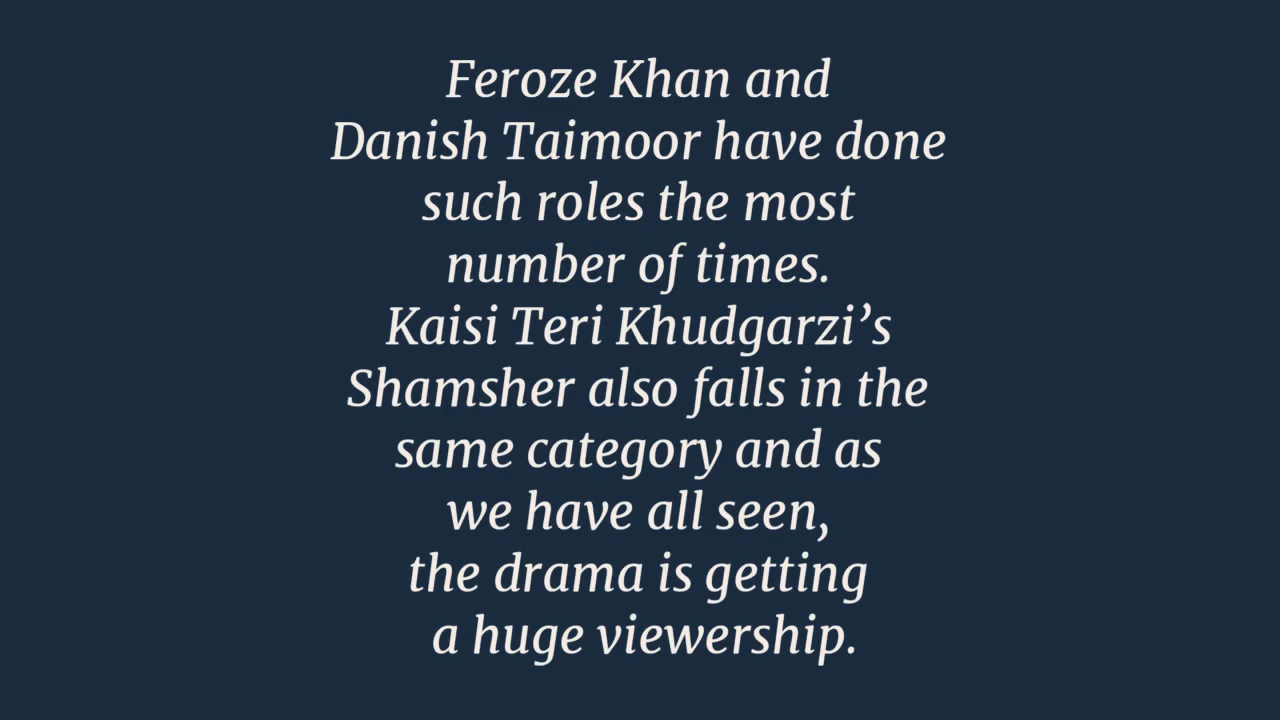 Feroze Khan and
Danish Taimoor have done
such roles the most
number of times.
Kaisi Teri Khudgarzi’s
Shamsher also falls in the
same category and as
we have all seen,
the drama is getting
a huge viewership.